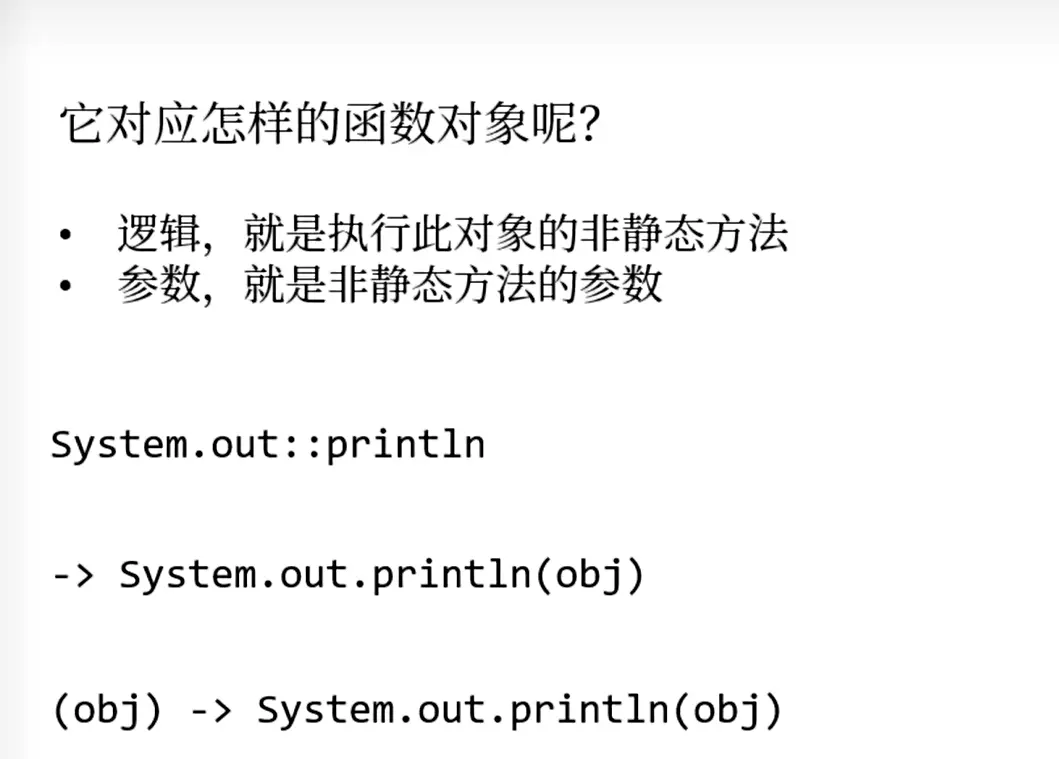 它对应怎样的函数对象呢?
• 逻辑，就是执行此对象的非静态方法
• 参数，就是非静态方法的参数
System.out::println
-> System.out.println(obj)
(obj) -> System.out.println(obj)